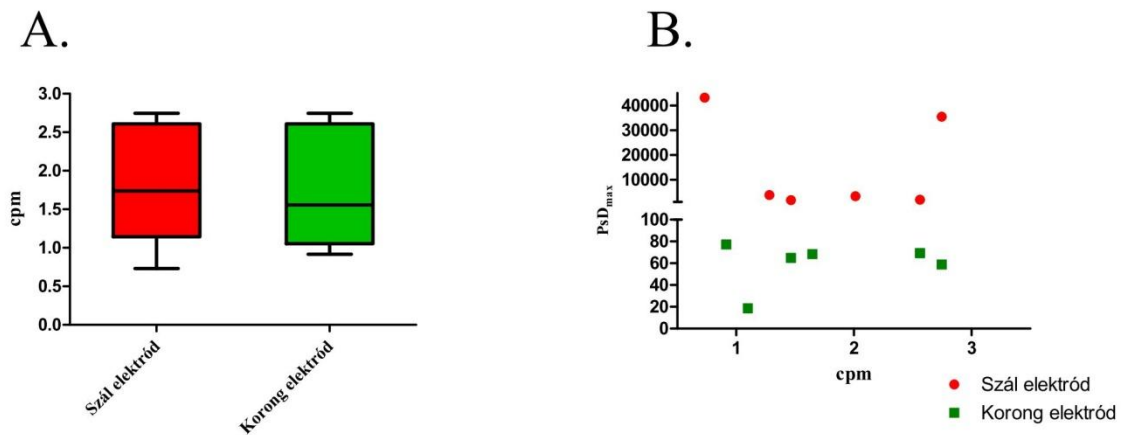 A.
3.0
2.5
2.0
1.5
1.0
0.5
0.0
cpm
Szál elektród
Korong elektród
B.
40000
30000
20000
10000
100
80
60
40
20
0
PsDmax
1
2
3
cpm
Szál elektród
Korong elektród